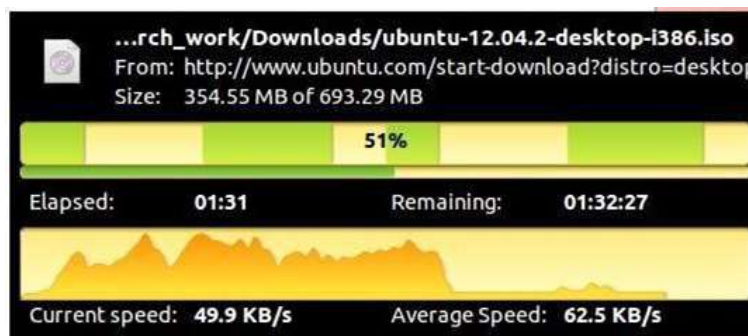 ...rch_work/Downloads/ubuntu-12.04.2-desktop-i386.iso
From: http://www.ubuntu.com/start-download?distro=desktop
Size: 354.55 MB of 693.29 MB
51%
Elapsed: 01:31 Remaining: 01:32:27
Current speed: 49.9 KB/s Average Speed: 62.5 KB/s